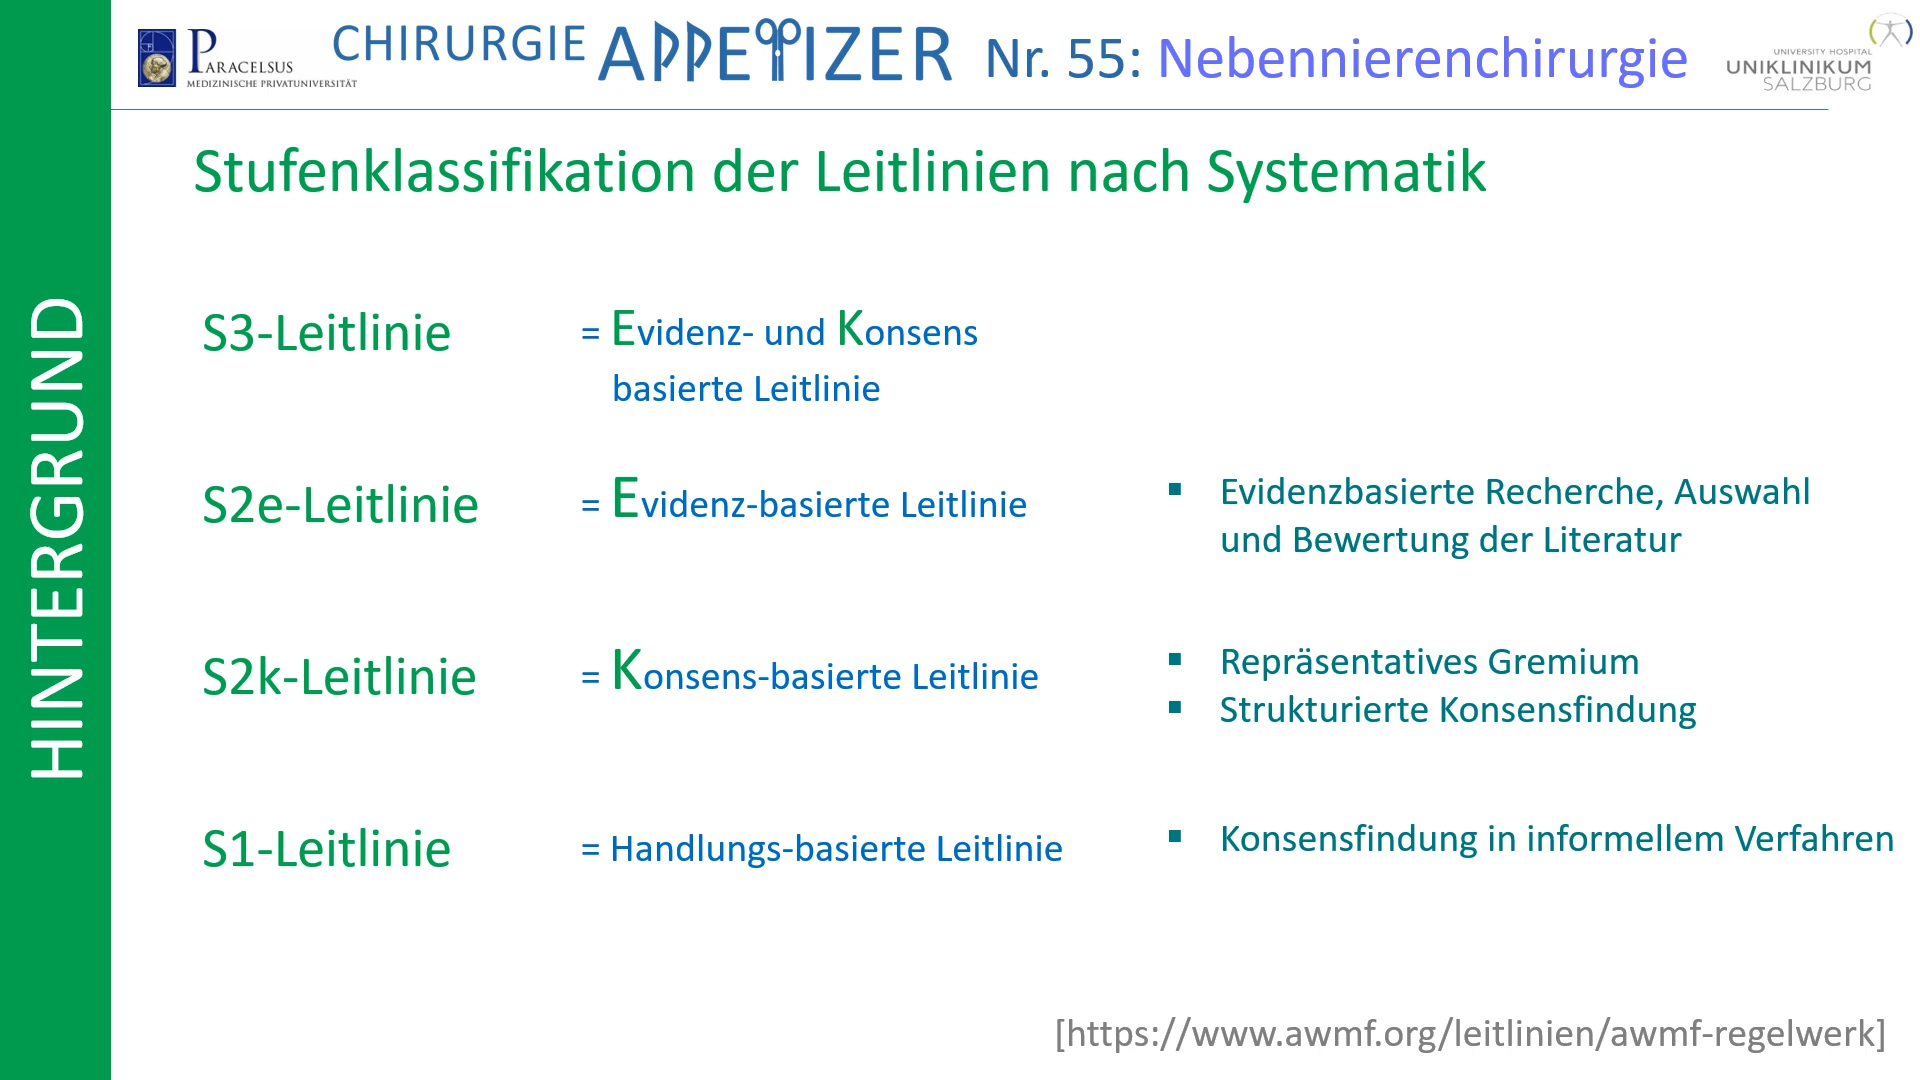 PARACELSUS
MEDIZINISCHE PRIVATUNIVERSITÄT
CHIRURGIE APPETIZER Nr. 55: Nebennierenchirurgie
UNIVERSITY HOSPITAL
UNIKLINIKUM
SALZBURG
HINTERGRUND
Stufenklassifikation der Leitlinien nach Systematik
S3-Leitlinie = Evidenz- und Konsens
basierte Leitlinie
S2e-Leitlinie = Evidenz-basierte Leitlinie
▪ Evidenzbasierte Recherche, Auswahl
und Bewertung der Literatur
S2k-Leitlinie = Konsens-basierte Leitlinie
▪ Repräsentatives Gremium
▪ Strukturierte Konsensfindung
S1-Leitlinie = Handlungs-basierte Leitlinie
▪ Konsensfindung in informellem Verfahren
[https://www.awmf.org/leitlinien/awmf-regelwerk]